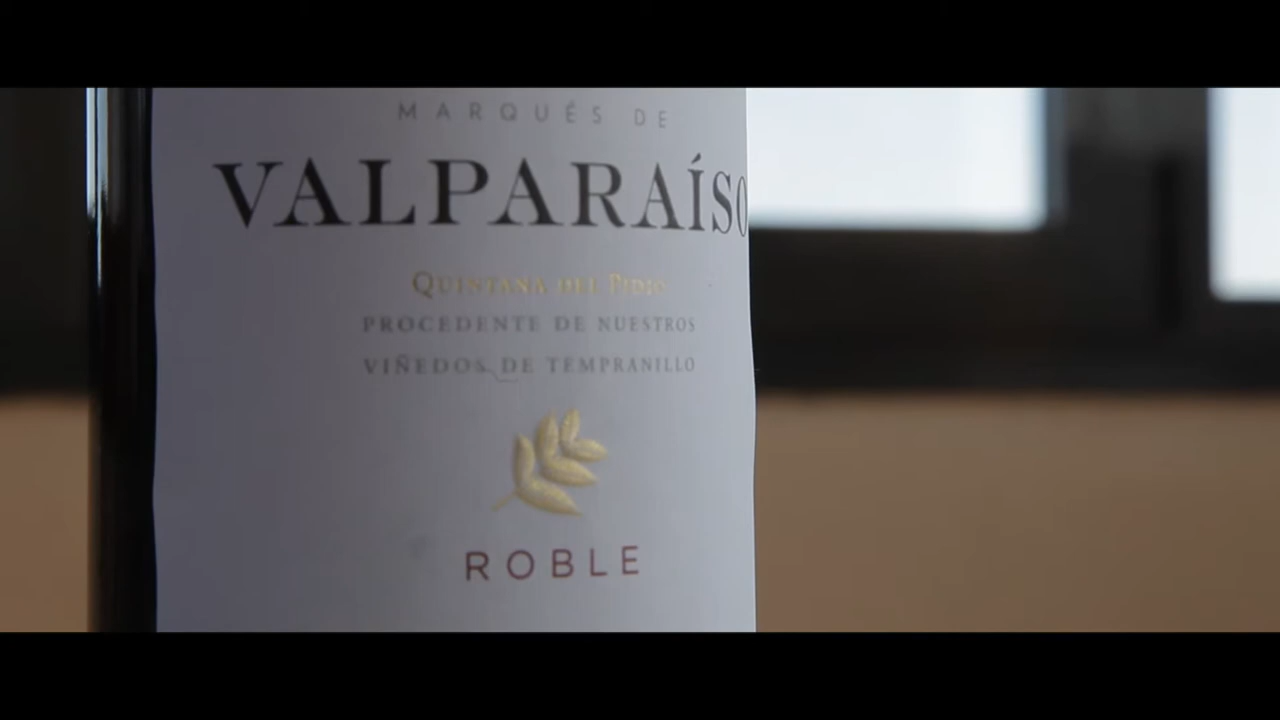 MARQUÉS DE
VALPARAÍSO
QUINTANA DEL PIDIO
PROCEDENTE DE NUESTROS
VIÑEDOS DE TEMPRANILLO
ROBLE